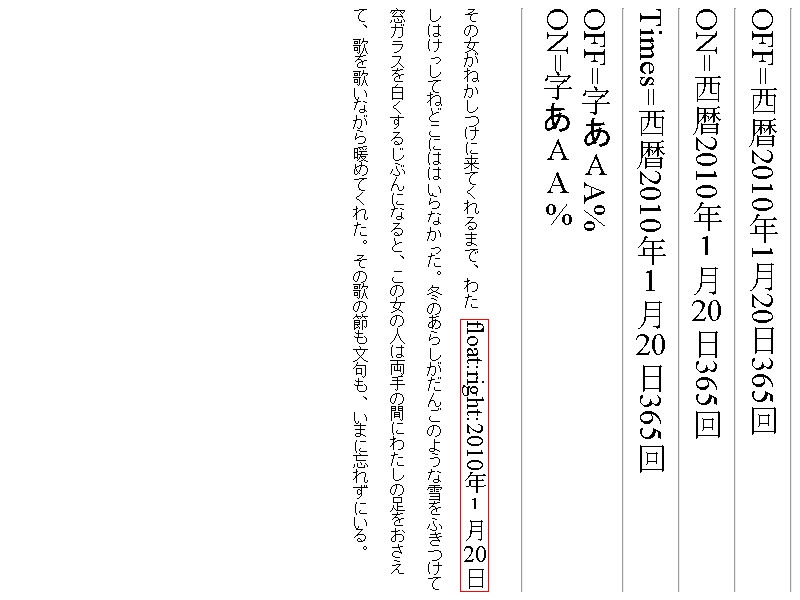 OFF=西暦2010年1月20日365回
ON=西暦2010年1月20日365回
Times=西暦2010年1月20日365回
OFF=字あAA%
ON=字あAA%
その女がねかしつけに来てくれるまで、わた
float:right:2010年1月20日
しはけっしてねどこにはいらなかった。冬のあらしがだんごのような雪をふきつけて
窓ガラスを白くするじぶんになると、この女の人は両手の間にわたしの足をおさえ
て、歌を歌いながら暖めてくれた。その歌の節も文句も、いまに忘れずにいる。